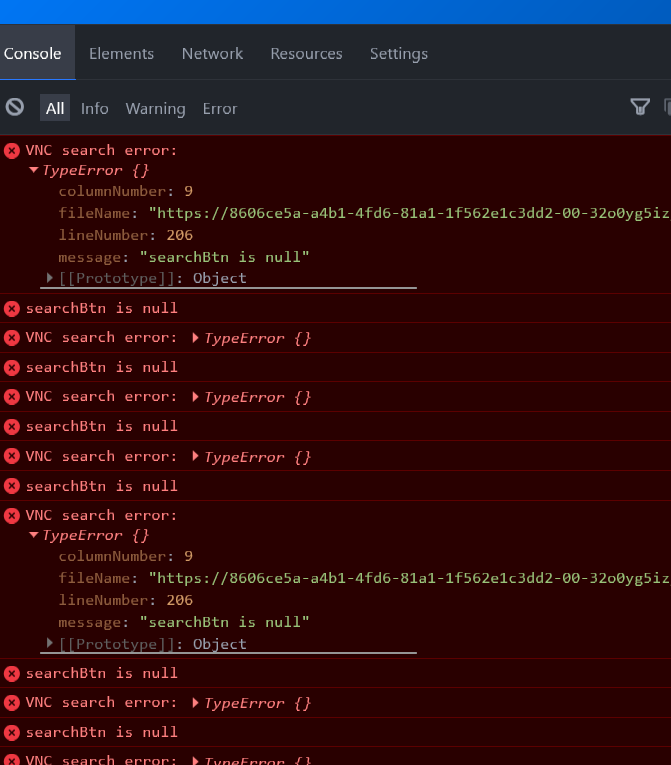 Console Elements Network Resources Settings
All Info Warning Error
VNC search error:
TypeError {}
columnNumber: 9
fileName: "https://8606ce5a-a4b1-4fd6-81a1-1f562e1c3dd2-00-32o0yg5iz
lineNumber: 206
message: "searchBtn is null"
[[Prototype]]: Object
searchBtn is null
VNC search error: TypeError {}
searchBtn is null
VNC search error: TypeError {}
searchBtn is null
VNC search error: TypeError {}
searchBtn is null
VNC search error:
TypeError {}
columnNumber: 9
fileName: "https://8606ce5a-a4b1-4fd6-81a1-1f562e1c3dd2-00-32o0yg5iz
lineNumber: 206
message: "searchBtn is null"
[[Prototype]]: Object
searchBtn is null
VNC search error: TypeError {}
searchBtn is null
VNC search error: TypeError {}